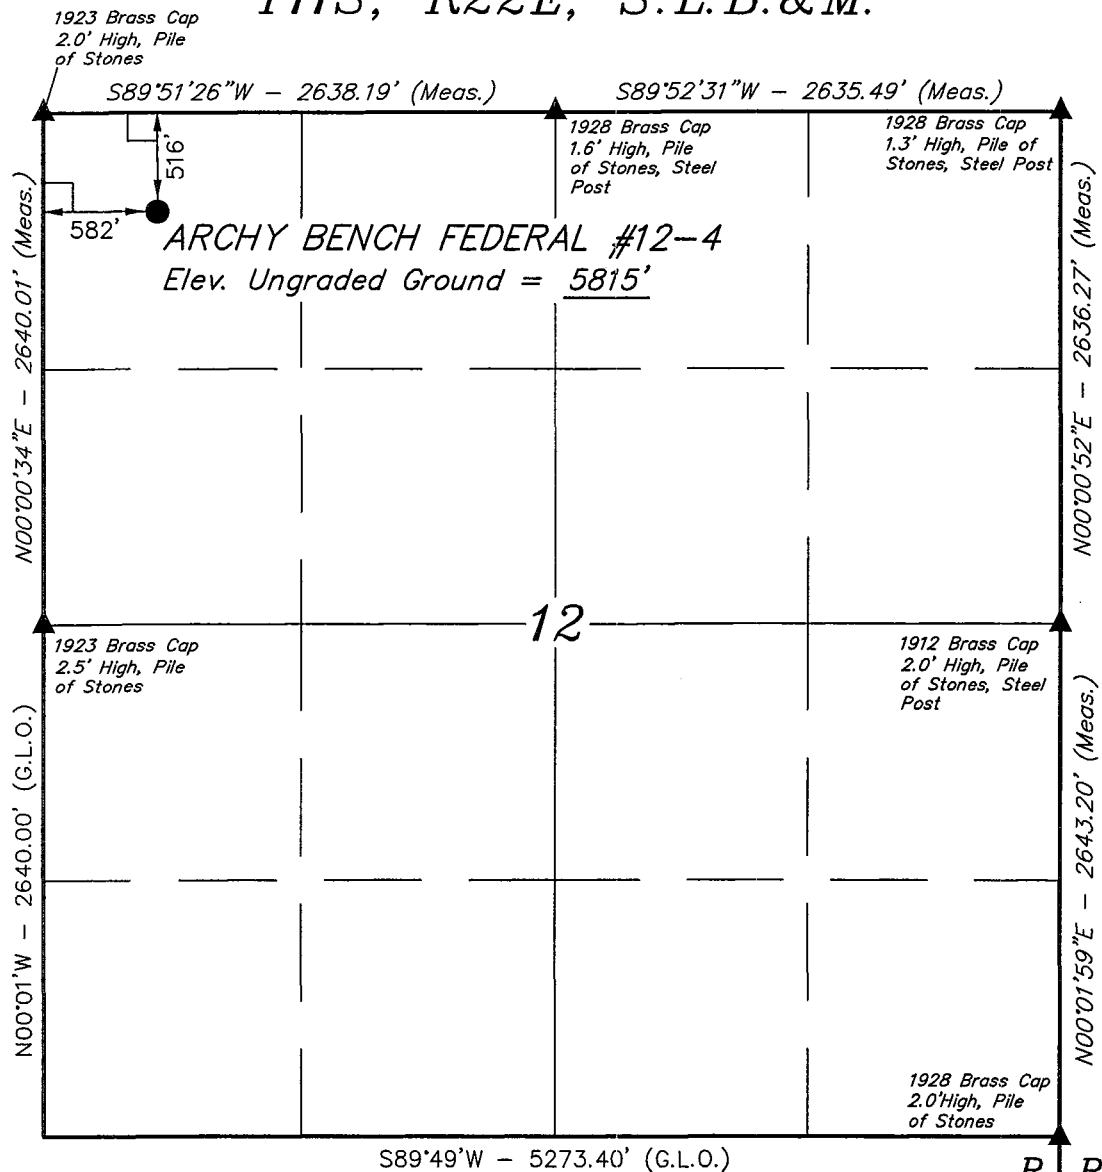 R22E, S.L.B.&M.
1923 Brass Cap
2.0' High, Pile
of Stones
S89°51'26"W - 2638.19' (Meas.)
S89°52'31"W - 2635.49' (Meas.)
1928 Brass Cap
1.6' High, Pile
of Stones, Steel
Post
1928 Brass Cap
1.3' High, Pile of
Stones, Steel Post
516'
582'
ARCHY BENCH FEDERAL #12-4
Elev. Ungraded Ground = 5815'
N00°00'34"E - 2640.01' (Meas.)
N00°00'52"E - 2636.27' (Meas.)
12
1923 Brass Cap
2.5' High, Pile
of Stones
1912 Brass Cap
2.0' High, Pile
of Stones, Steel
Post
N00°01'W - 2640.00' (G.L.O.)
N00°01'59"E - 2643.20' (Meas.)
1928 Brass Cap
2.0'High, Pile
of Stones
S89°49'W - 5273.40' (G.L.O.)